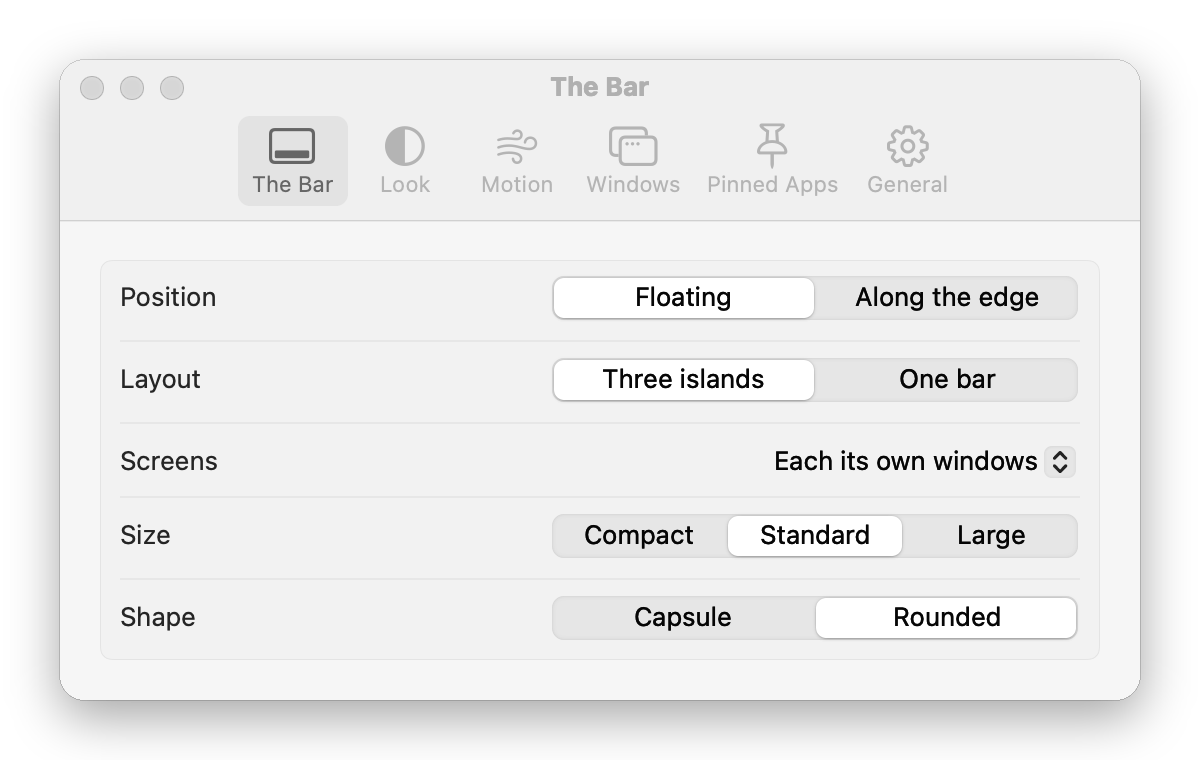 The Bar
The Bar Look Motion Windows Pinned Apps General
Position Floating Along the edge
Layout Three islands One bar
Screens Each its own windows
Size Compact Standard Large
Shape Capsule Rounded